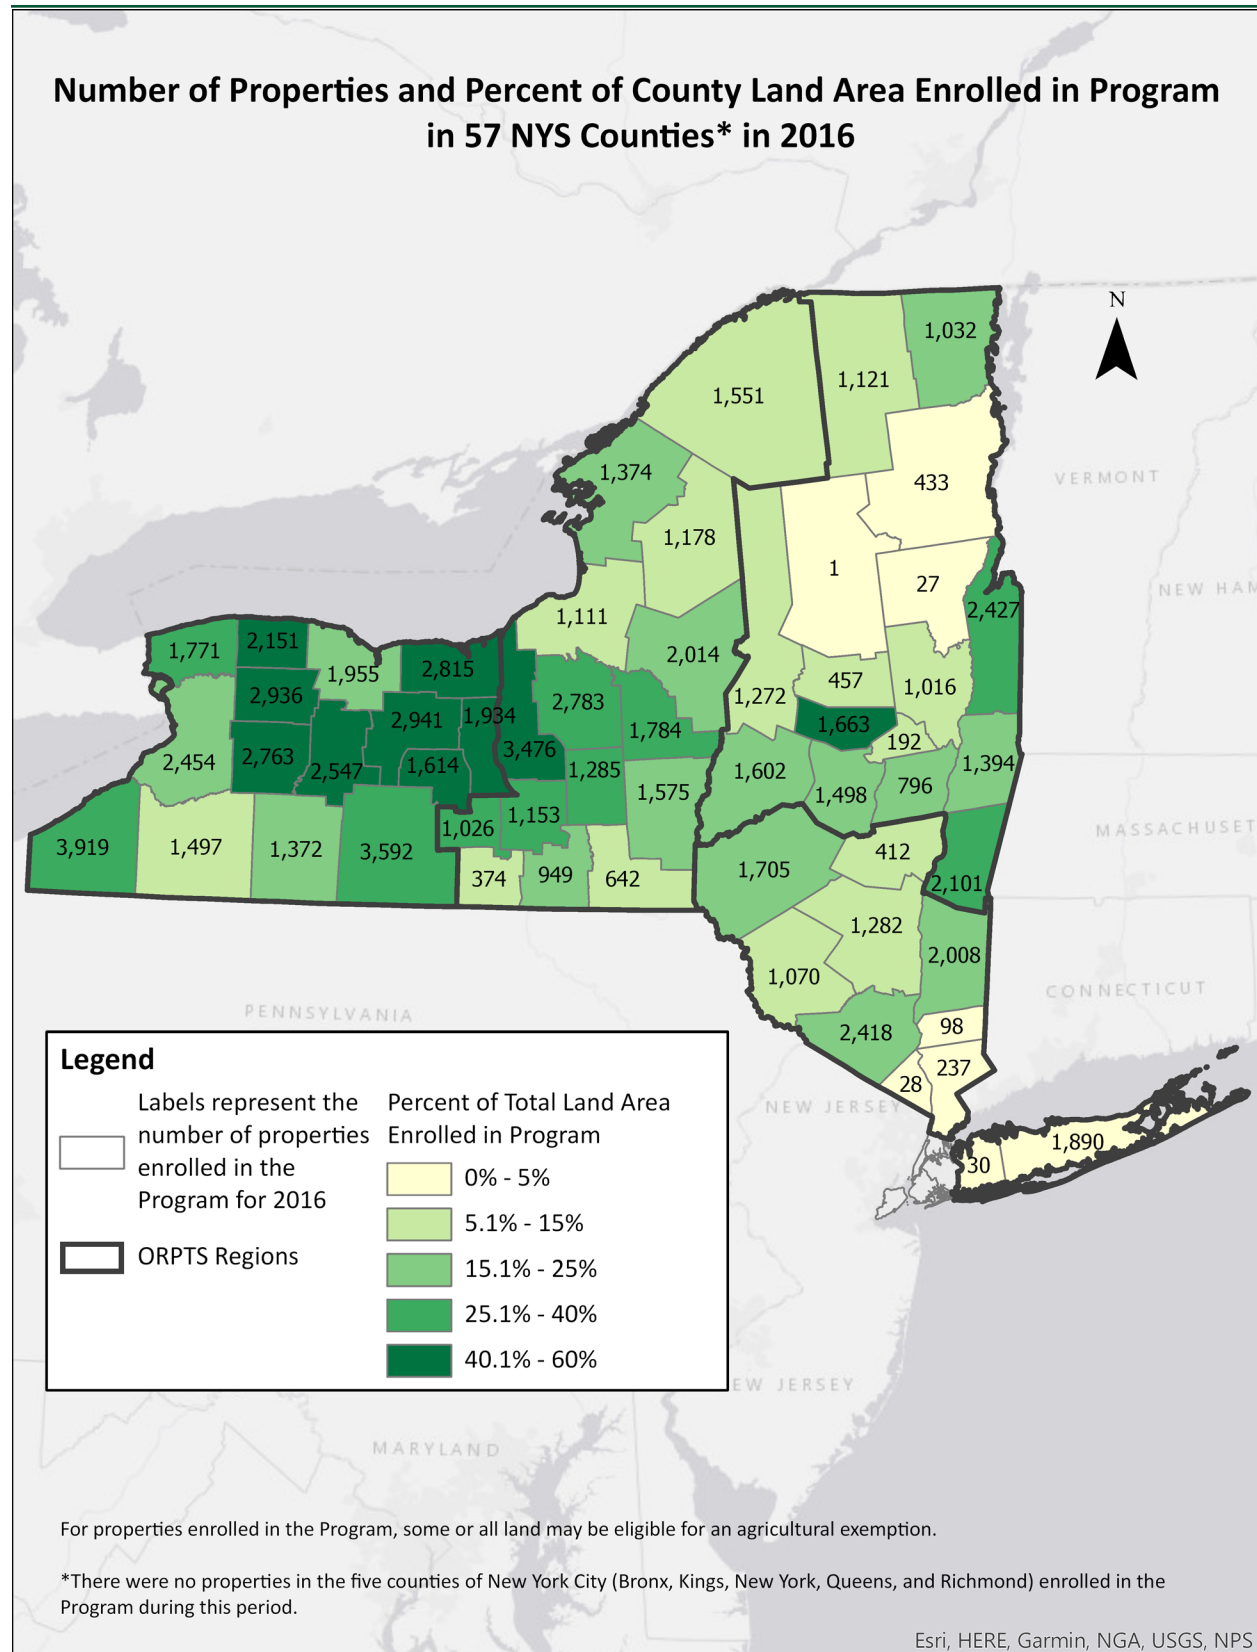 Number of Properties and Percent of County Land Area Enrolled in Program
in 57 NYS Counties* in 2016
N
1,032
1,121
1,551
433
1,374
VERMONT
1,178
1
27
NEW HAM
2,427
1,111
1,771
2,151
2,014
1,955
2,815
457
1,016
2,936
1,272
2,783
1,934
2,941
1,663
1,784
192
3,476
2,763
2,454
1,614
1,394
2,547
1,285
1,602
796
1,575
1,498
1,153
1,026
MASSACHUSET
3,919
1,497
1,372
3,592
412
1,705
374
949
642
2,101
1,282
2,008
1,070
CONNECTICUT
PENNSYLVANIA
98
2,418
237
28
NEW JERSEY
1,890
30
Legend
Labels represent the
number of properties
enrolled in the
Program for 2016
ORPTS Regions
Percent of Total Land Area
Enrolled in Program
0% - 5%
5.1% - 15%
15.1% - 25%
25.1% - 40%
40.1% - 60%
EW JERSEY
MARYLAND
For properties enrolled in the Program, some or all land may be eligible for an agricultural exemption.
*There were no properties in the five counties of New York City (Bronx, Kings, New York, Queens, and Richmond) enrolled in the
Program during this period.
Esri, HERE, Garmin, NGA, USGS, NPS